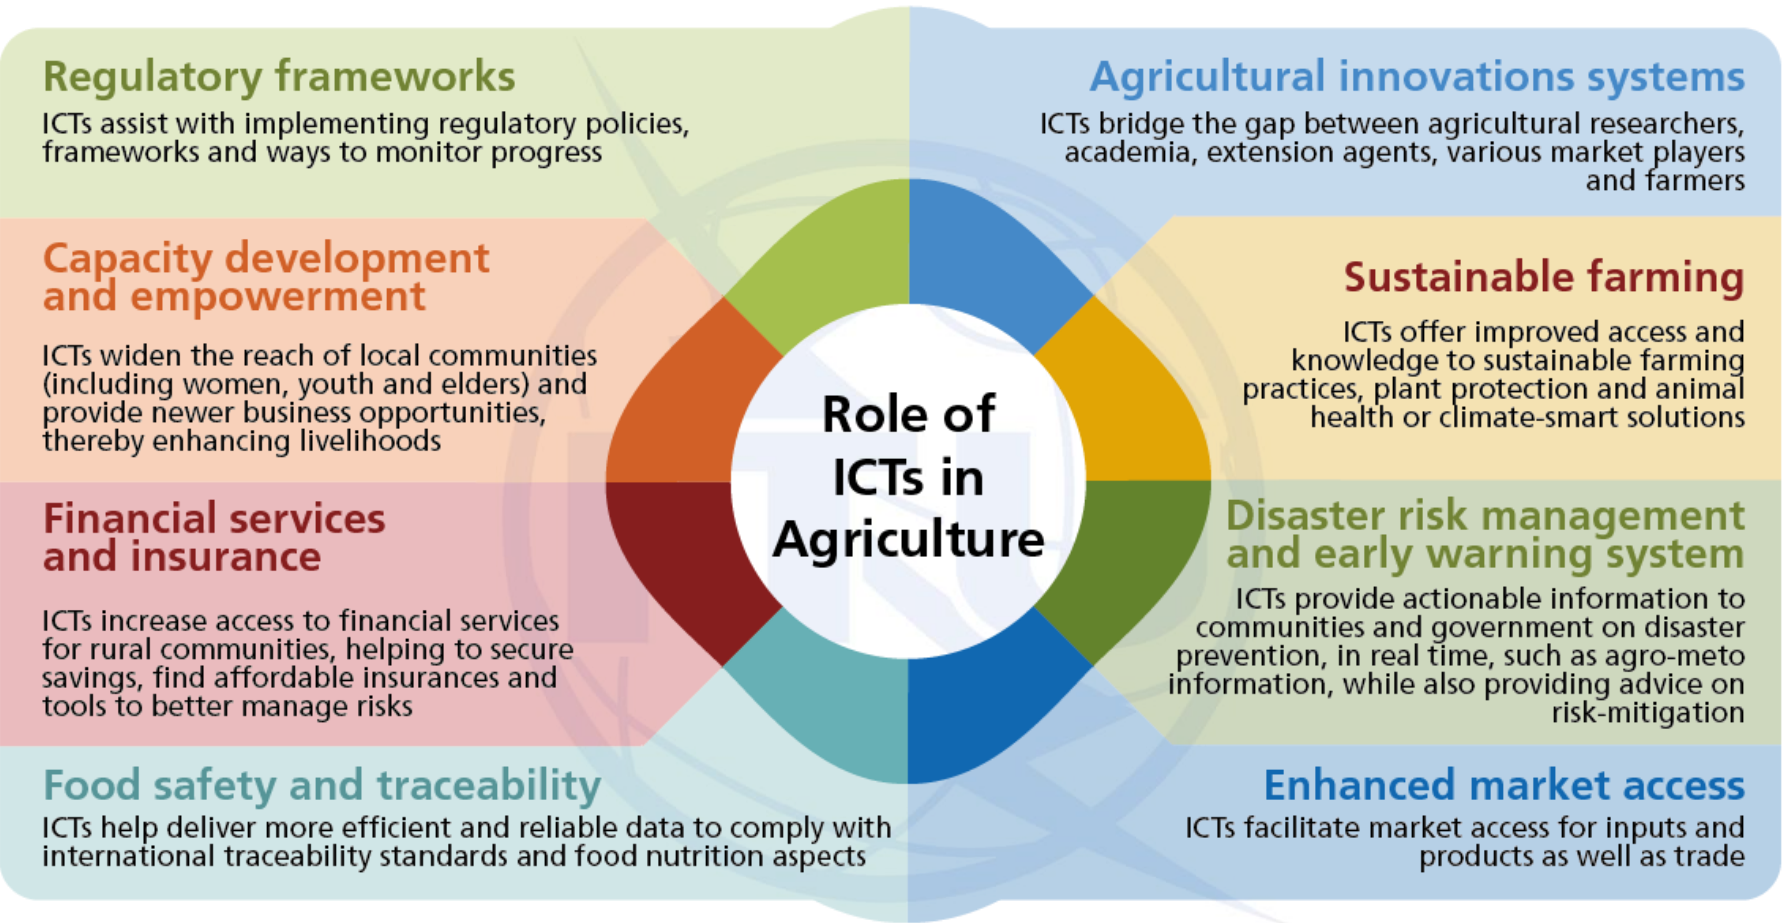 Regulatory frameworks
ICTs assist with implementing regulatory policies,
frameworks and ways to monitor progress
Capacity development
and empowerment
ICTs widen the reach of local communities
(including women, youth and elders) and
provide newer business opportunities,
thereby enhancing livelihoods
Financial services
and insurance
ICTs increase access to financial services
for rural communities, helping to secure
savings, find affordable insurances and
tools to better manage risks
Food safety and traceability
ICTs help deliver more efficient and reliable data to comply with
international traceability standards and food nutrition aspects
Role of
ICTs in
Agriculture
ITU
Agricultural innovations systems
ICTs bridge the gap between agricultural researchers,
academia, extension agents, various market players
and farmers
Sustainable farming
ICTs offer improved access and
knowledge to sustainable farming
practices, plant protection and animal
health or climate-smart solutions
Disaster risk management
and early warning system
ICTs provide actionable information to
communities and government on disaster
prevention, in real time, such as agro-meto
information, while also providing advice on
risk-mitigation
Enhanced market access
ICTs facilitate market access for inputs and
products as well as trade